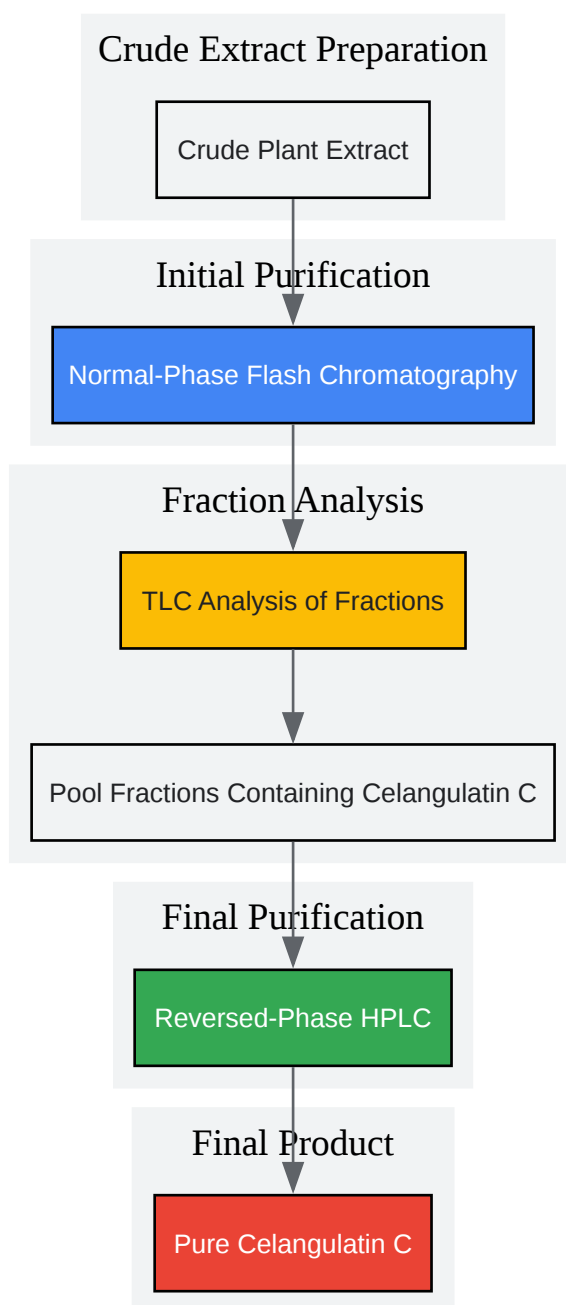 Crude Extract Preparation
Crude Plant Extract
Initial Purification
Normal-Phase Flash Chromatography
Fraction Analysis
TLC Analysis of Fractions
Pool Fractions Containing Celangulatin C
Final Purification
Reversed-Phase HPLC
Final Product
Pure Celangulatin C